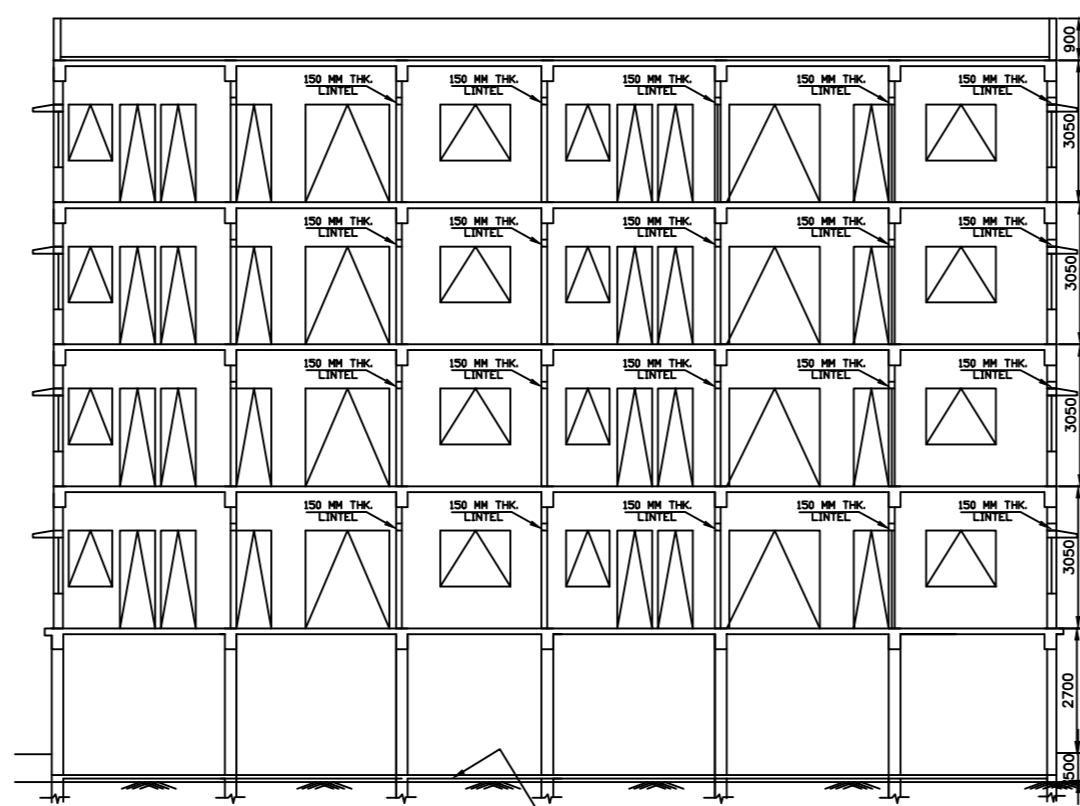 900
150 MM THK. 150 MM THK. 150 MM THK. 150 MM THK. 150 MM THK.
LINTEL LINTEL LINTEL LINTEL LINTEL
3050
150 MM THK. 150 MM THK. 150 MM THK. 150 MM THK. 150 MM THK.
LINTEL LINTEL LINTEL LINTEL LINTEL
3050
150 MM THK. 150 MM THK. 150 MM THK. 150 MM THK. 150 MM THK.
LINTEL LINTEL LINTEL LINTEL LINTEL
3050
150 MM THK. 150 MM THK. 150 MM THK. 150 MM THK. 150 MM THK.
LINTEL LINTEL LINTEL LINTEL LINTEL
3050
2700
500